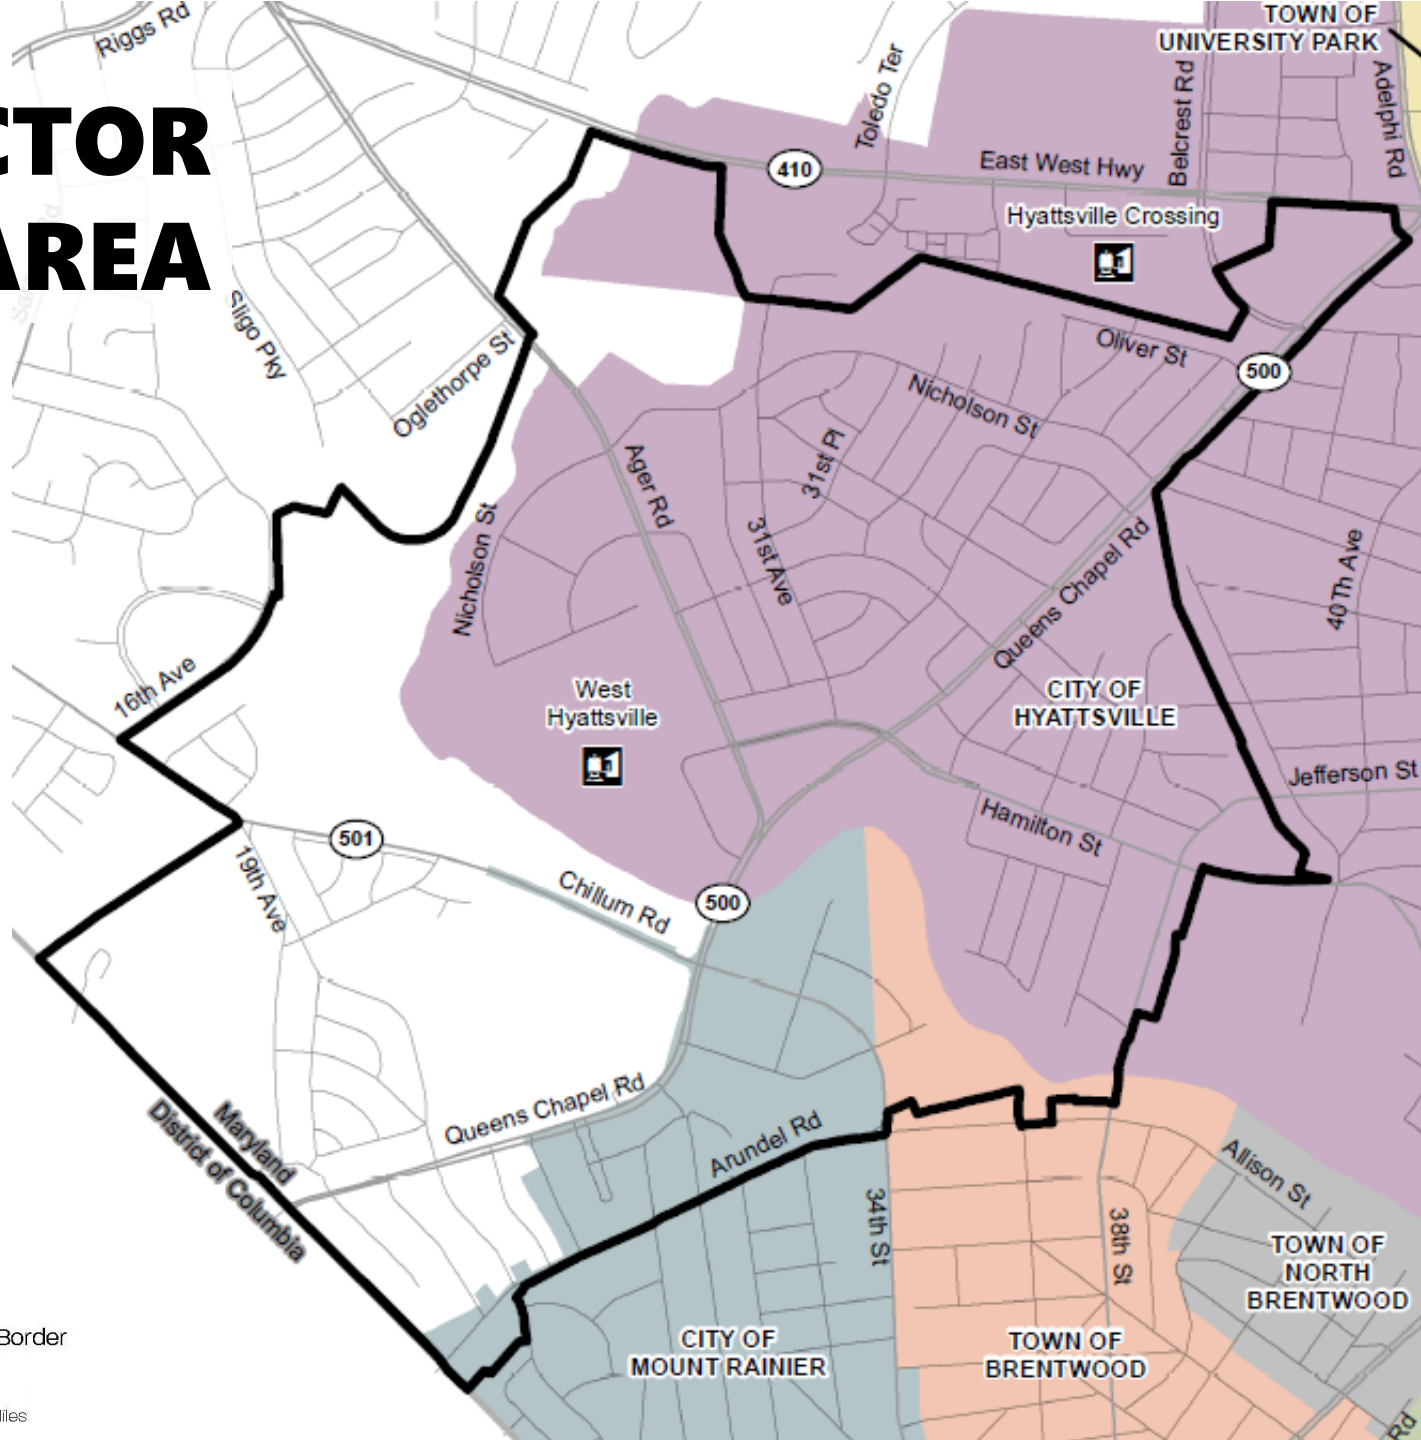 TOWN OF
UNIVERSITY PARK
Riggs Rd
Toledo Ter
Belcrest Rd
Adelphi Rd
CTOR
AREA
410
East West Hwy
Hyattsville Crossing
Sligo Pky
Oglethorpe St
Oliver St
500
Nicholson St
31st Pl
Ager Rd
31st Ave
Nicholson St
Queens Chapel Rd
40Th Ave
16th Ave
West
Hyattsville
CITY OF
HYATTSVILLE
Jefferson St
Hamilton St
501
19th Ave
Chillum Rd
500
Queens Chapel Rd
Arundel Rd
Maryland
District of Columbia
34th St
38th St
Allison St
TOWN OF
NORTH
BRENTWOOD
Border
CITY OF
MOUNT RAINIER
TOWN OF
BRENTWOOD
iles
Rd